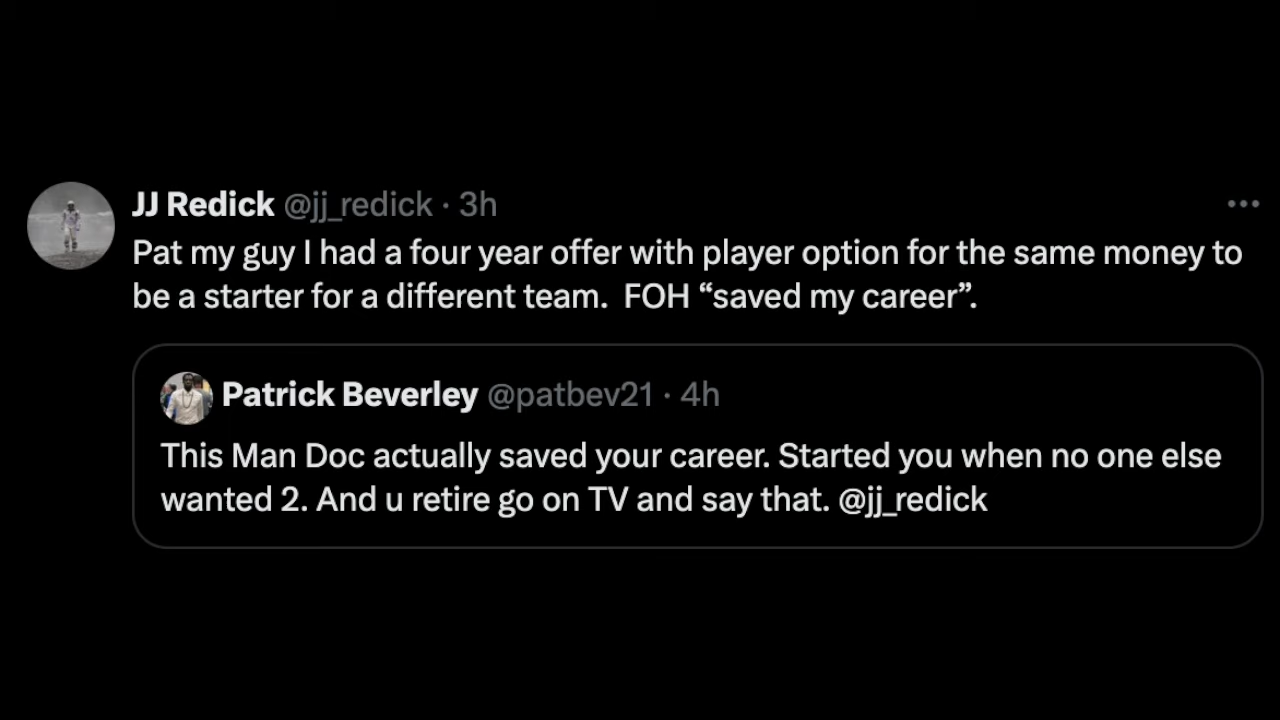 JJ Redick @jj_redick · 3h
Pat my guy I had a four year offer with player option for the same money to
be a starter for a different team.  FOH “saved my career”.
Patrick Beverley @patbev21 · 4h
This Man Doc actually saved your career. Started you when no one else
wanted 2. And u retire go on TV and say that. @jj_redick